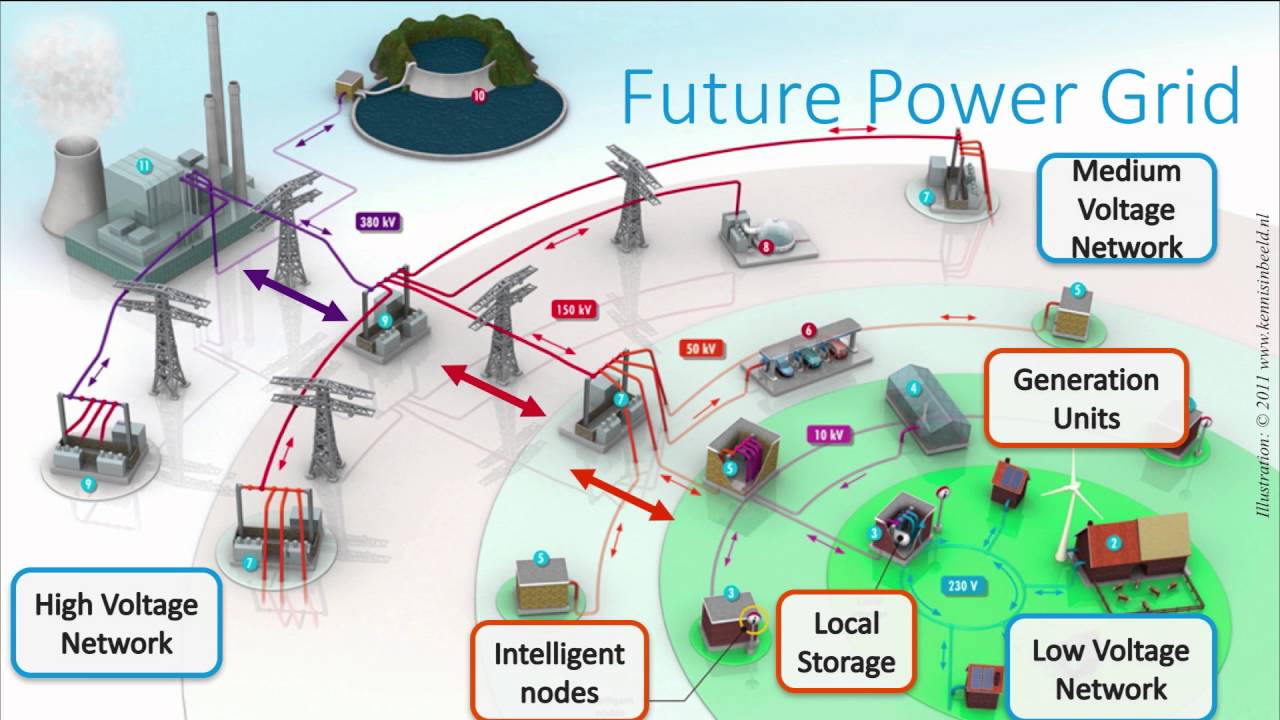 Future Power Grid
10
11
380 kV
7
8
Medium
Voltage
Network
9
150 kV
5
50 kV
6
7
4
Generation
Units
10 kV
5
9
7
3
2
5
3
230 V
High Voltage
Network
Intelligent
nodes
Local
Storage
Low Voltage
Network
Illustration: © 2011 www.kennisinbeeld.nl